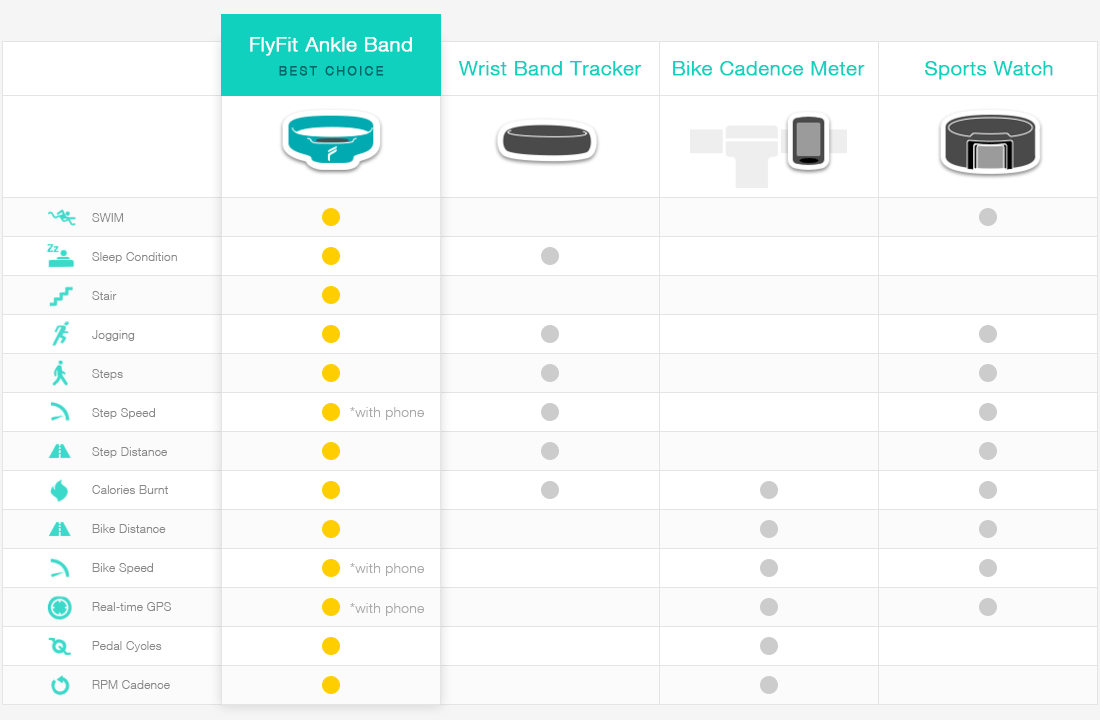 FlyFit Ankle Band
BEST CHOICE
Wrist Band Tracker
Bike Cadence Meter
Sports Watch
SWIM
Zz
Sleep Condition
Stair
Jogging
Steps
Step Speed
*with phone
Step Distance
Calories Burnt
Bike Distance
Bike Speed
*with phone
Real-time GPS
*with phone
Pedal Cycles
RPM Cadence